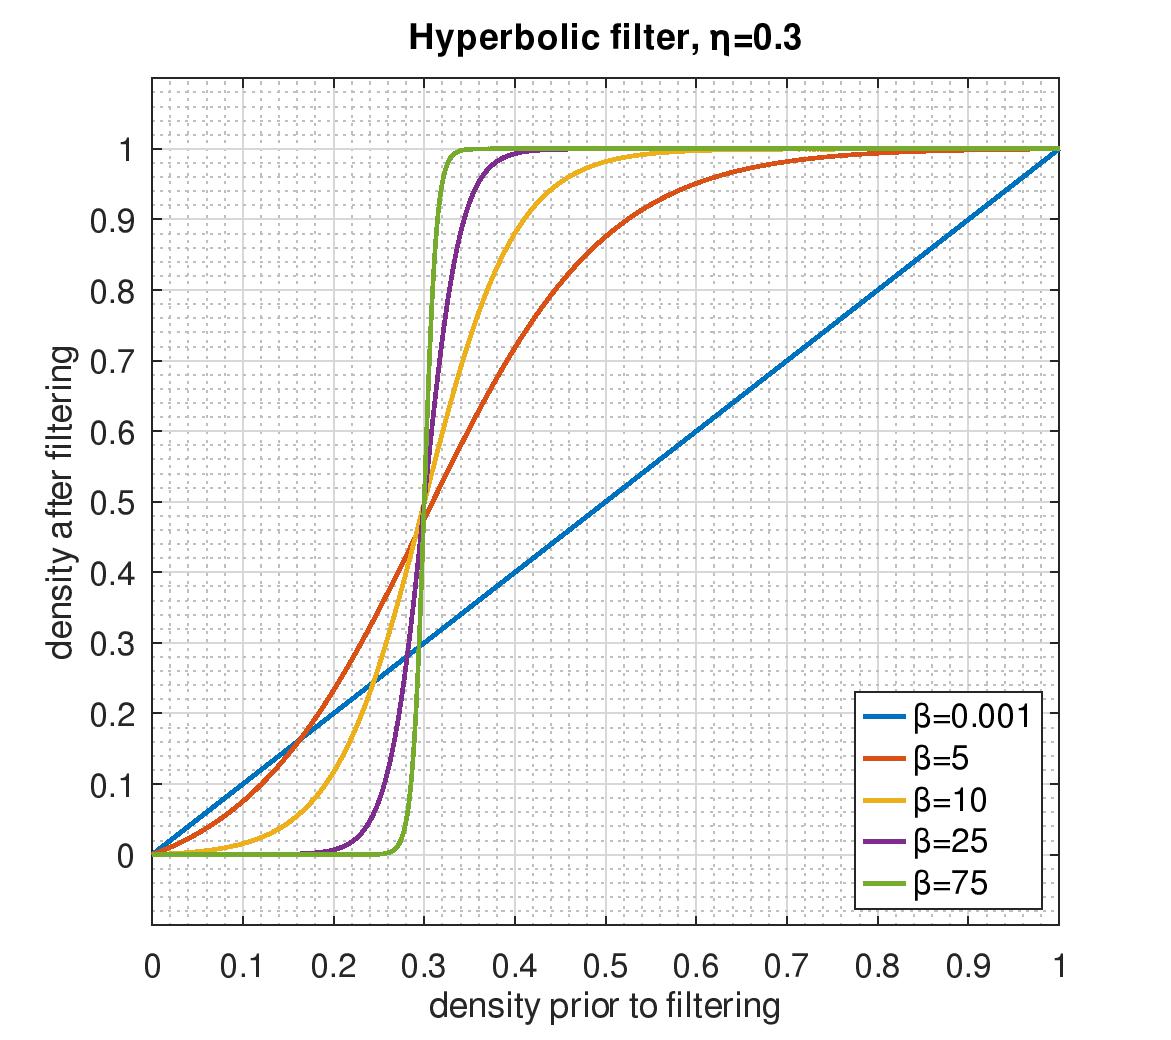 Hyperbolic filter, η=0.3
1
0.9
0.8
0.7
0.6
0.5
0.4
0.3
0.2
0.1
0
density after filtering
β=0.001
β=5
β=10
β=25
β=75
0 0.1 0.2 0.3 0.4 0.5 0.6 0.7 0.8 0.9 1
density prior to filtering